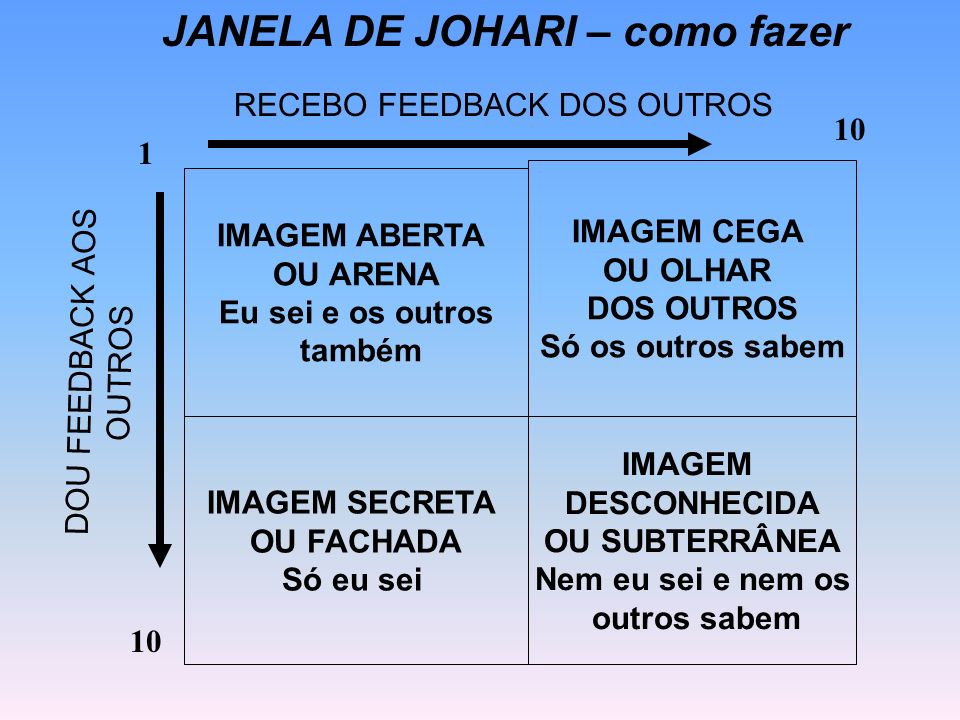 JANELA DE JOHARI – como fazer
RECEBO FEEDBACK DOS OUTROS
10
1
DOU FEEDBACK AOS
OUTROS
IMAGEM ABERTA
OU ARENA
Eu sei e os outros
também
IMAGEM CEGA
OU OLHAR
DOS OUTROS
Só os outros sabem
IMAGEM SECRETA
OU FACHADA
Só eu sei
IMAGEM
DESCONHECIDA
OU SUBTERRÂNEA
Nem eu sei e nem os
outros sabem
10